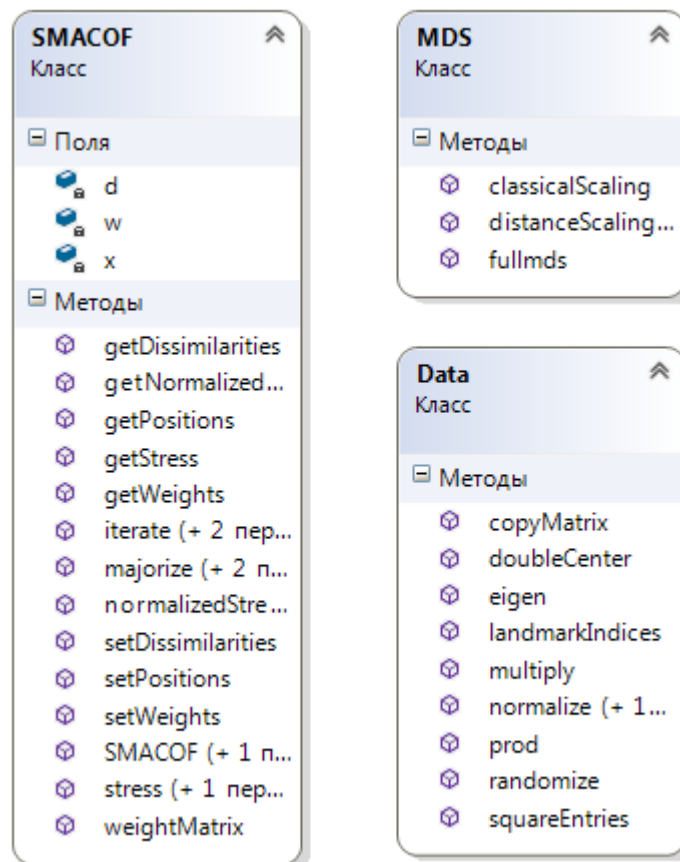 SMACOF
Класс
Поля
d
w
x
Методы
getDissimilarities
getNormalized...
getPositions
getStress
getWeights
iterate (+ 2 пер...
majorize (+ 2 п...
normalizedStre...
setDissimilarities
setPositions
setWeights
SMACOF (+ 1 п...
stress (+ 1 пер...
weightMatrix
MDS
Класс
Методы
classicalScaling
distanceScaling...
fullmds
Data
Класс
Методы
copyMatrix
doubleCenter
eigen
landmarkIndices
multiply
normalize (+ 1...
prod
randomize
squareEntries